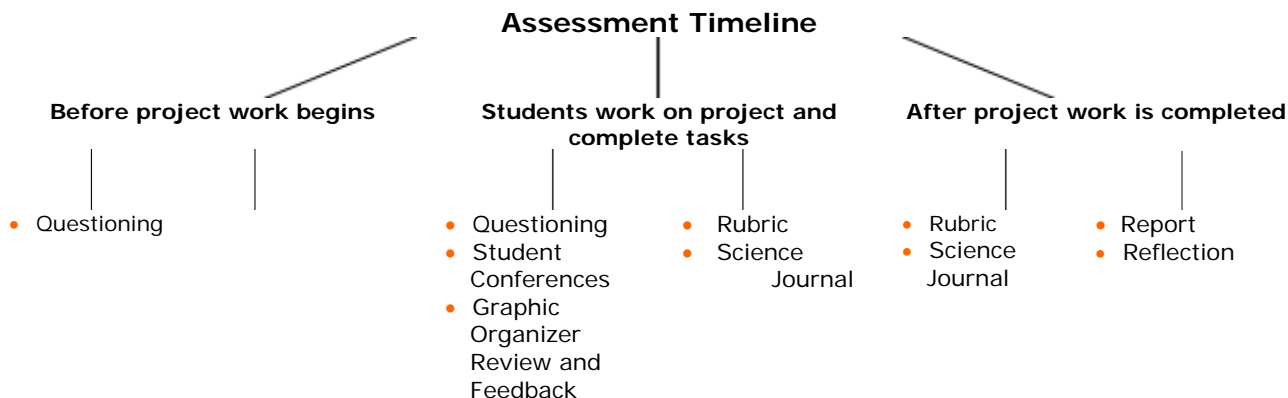 Assessment Timeline
Before project work begins
Students work on project and
complete tasks
After project work is completed
• Questioning
• Questioning
• Student
Conferences
• Graphic
Organizer
Review and
Feedback
• Rubric
• Science
Journal
• Rubric
• Science
Journal
• Report
• Reflection